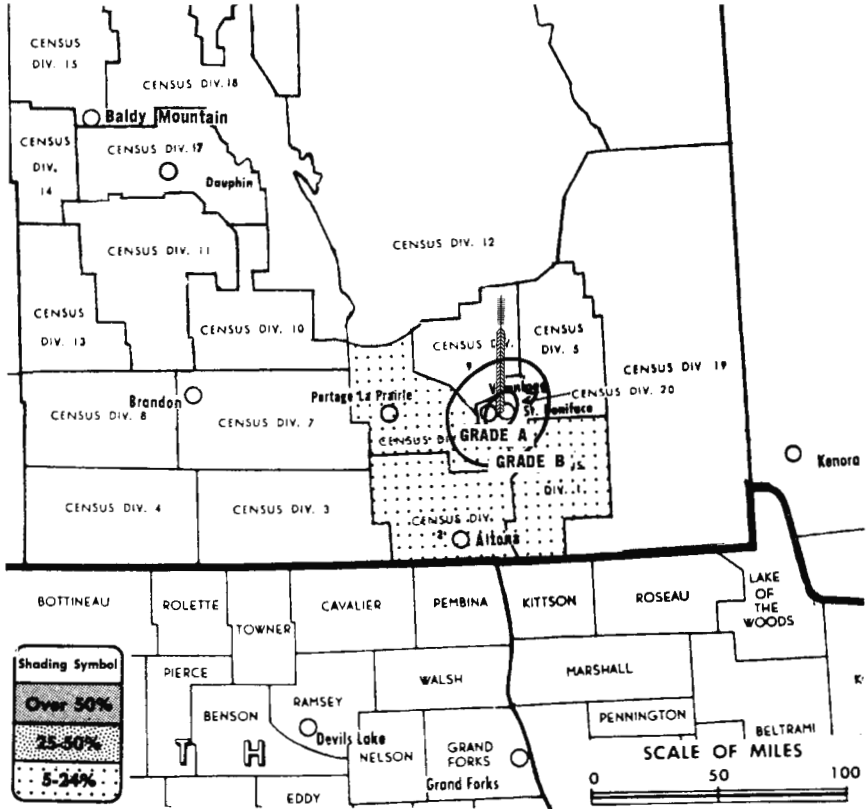 CENSUS
DIV. 15
CENSUS DIV. 18
Baldy Mountain
CENSUS
DIV.
14
CENSUS DIV. 17
Dauphin
CENSUS DIV. 11
CENSUS DIV. 12
CENSUS
DIV.
13
CENSUS DIV. 10
CENSUS DIV.
9
CENSUS
DIV. 5
CENSUS DIV. 19
CENSUS DIV. 20
Brandon
Portage La Prairie
St. Boniface
CENSUS DIV. 8
CENSUS DIV. 7
CENSUS DIV
GRADE A
GRADE B
Kenora
CENSUS DIV. 4
CENSUS DIV. 3
CENSUS DIV.
2
DIV. 1
Altona
BOTTINEAU
ROLETTE
TOWNER
CAVALIER
PEMBINA
KITTSON
ROSEAU
LAKE
OF
THE
WOODS
Shading Symbol
Over 50%
25-50%
5-24%
PIERCE
BENSON
RAMSEY
Devils Lake
WALSH
NELSON
GRAND
FORKS
Grand Forks
MARSHALL
PENNINGTON
BELTRAMI
K
T H
EDDY
SCALE OF MILES
0 50 100